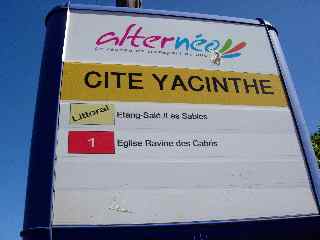 alternéo
CITE YACINTHE
Littoral Etang-Salé /Les Sables
1 Eglise Ravine des Cabris